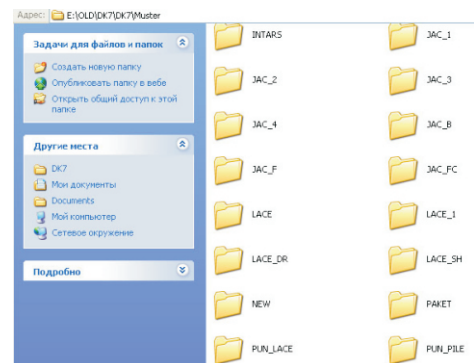 Адрес: E:\OLD\DK7\DK7\Muster
Задачи для файлов и папок
Создать новую папку
Опубликовать папку в вебе
Открыть общий доступ к этой
папке
Другие места
DK7
Мои документы
Documents
Мой компьютер
Сетевое окружение
Подробно
INTARS
JAC_1
JAC_2
JAC_3
JAC_4
JAC_B
JAC_F
JAC_FC
LACE
LACE_1
LACE_DR
LACE_SH
NEW
PAKET
PUN_LACE
PUN_PILE